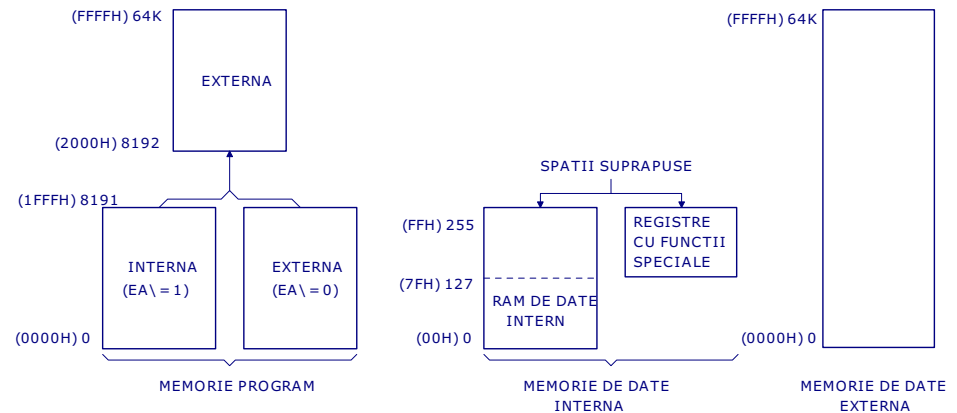 (FFFFH) 64K
EXTERNA
(2000H) 8192
(1FFFH) 8191
INTERNA
(EA\ = 1)
EXTERNA
(EA\ = 0)
(0000H) 0
MEMORIE PROGRAM
SPATII SUPRAPUSE
(FFH) 255
REGISTRE
CU FUNCTII
SPECIALE
(7FH) 127
RAM DE DATE
INTERN
(00H) 0
MEMORIE DE DATE
INTERNA
(FFFFH) 64K
(0000H) 0
MEMORIE DE DATE
EXTERNA